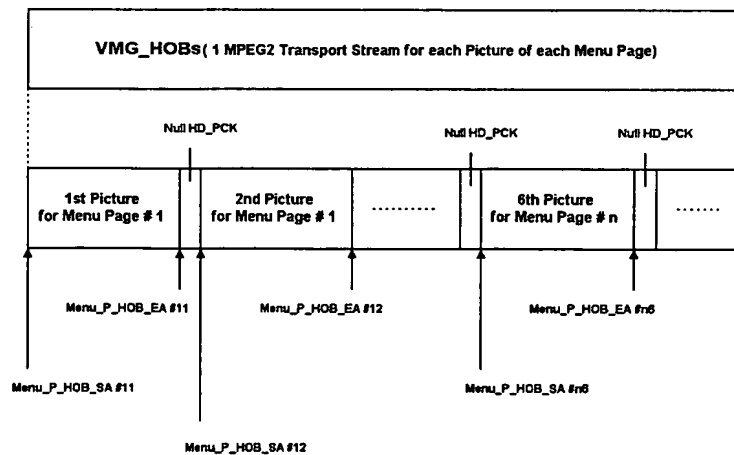 VMG_HOBs( 1 MPEG2 Transport Stream for each Picture of each Menu Page)
Null HD_PCK
Null HD_PCK
Null HD_PCK
1st Picture
for Menu Page # 1
2nd Picture
for Menu Page # 1
..........
6th Picture
for Menu Page # n
.......
Menu_P_HOB_EA #11
Menu_P_HOB_EA #12
Menu_P_HOB_EA #n6
Menu_P_HOB_SA #11
Menu_P_HOB_SA #n6
Menu_P_HOB_SA #12